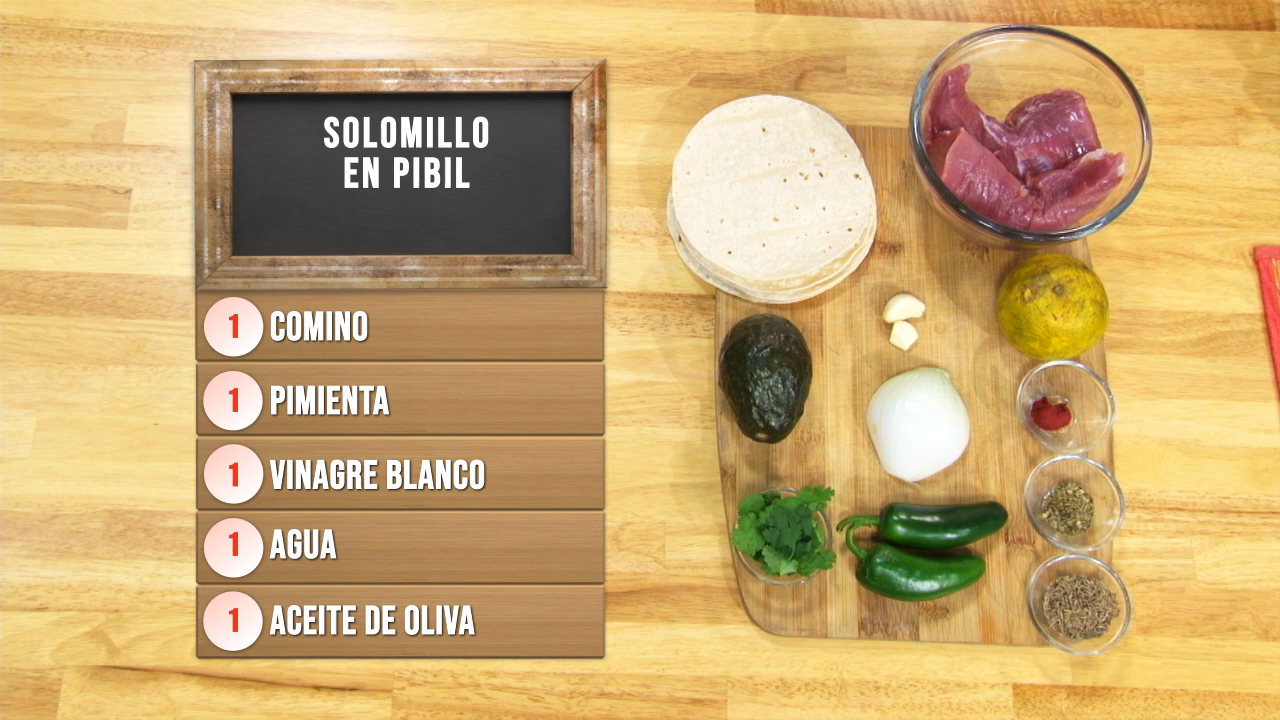 SOLOMILLO
EN PIBIL
1 COMINO
1 PIMIENTA
1 VINAGRE BLANCO
1 AGUA
1 ACEITE DE OLIVA